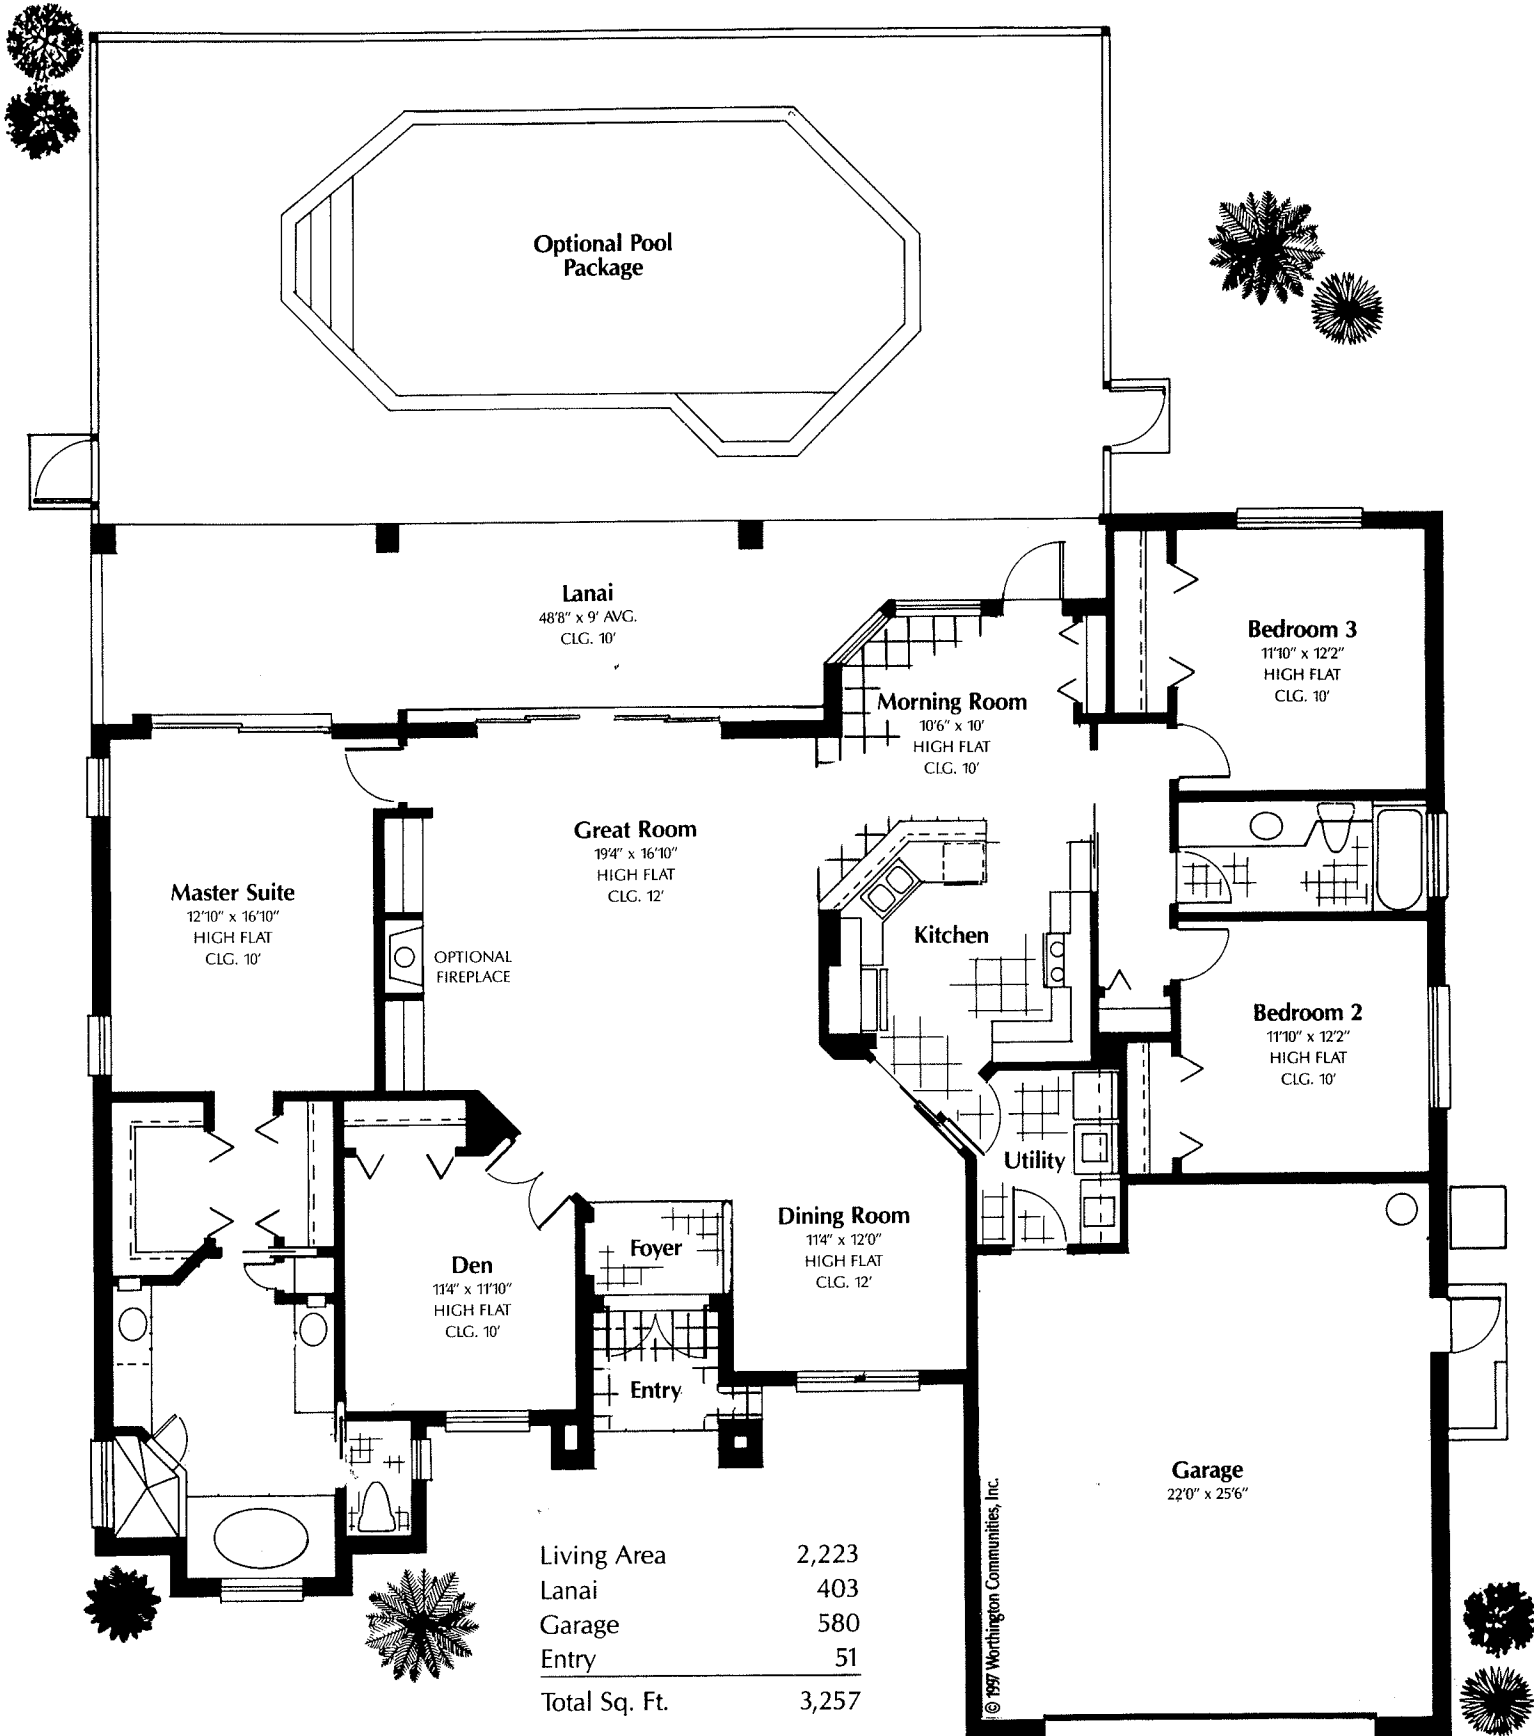 Optional Pool
Package
Lanai
48'8" x 9' AVG.
CLG. 10'
Bedroom 3
11'10" x 12'2"
HIGH FLAT
CLG. 10'
Morning Room
10'6" x 10'
HIGH FLAT
CLG. 10'
Great Room
19'4" x 16'10"
HIGH FLAT
CLG. 12'
Master Suite
12'10" x 16'10"
HIGH FLAT
CLG. 10'
OPTIONAL
FIREPLACE
Kitchen
Bedroom 2
11'10" x 12'2"
HIGH FLAT
CLG. 10'
Utility
Dining Room
11'4" x 12'0"
HIGH FLAT
CLG. 12'
Foyer
Den
11'4" x 11'10"
HIGH FLAT
CLG. 10'
Entry
Garage
22'0" x 25'6"
© 1997 Worthington Communities, Inc.
Living Area 2,223
Lanai 403
Garage 580
Entry 51
Total Sq. Ft. 3,257